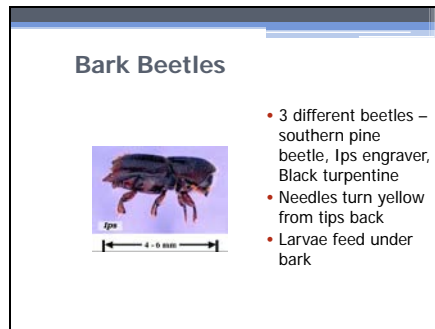 Bark Beetles
• 3 different beetles –
southern pine
beetle, Ips engraver,
Black turpentine
• Needles turn yellow
from tips back
• Larvae feed under
bark
Ips
4 - 6 mm